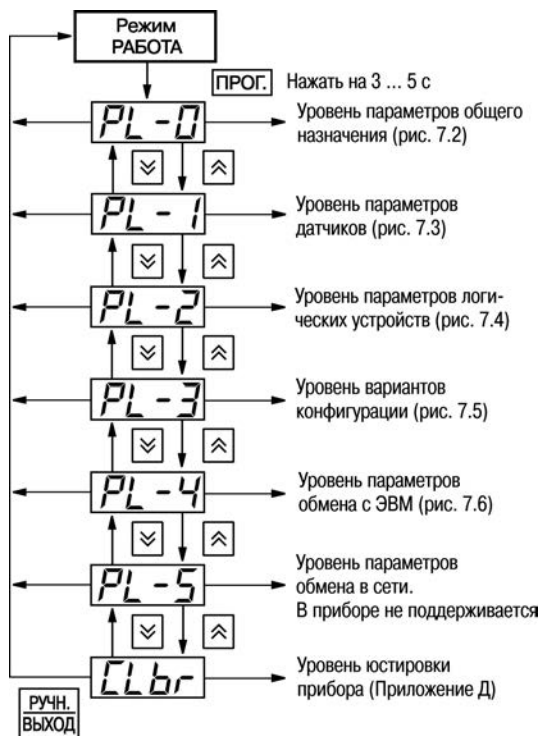 Режим
РАБОТА
ПРОГ. Нажать на 3 ... 5 с
PL-0
Уровень параметров общего
назначения (рис. 7.2)
PL-1
Уровень параметров
датчиков (рис. 7.3)
PL-2
Уровень параметров логи-
ческих устройств (рис. 7.4)
PL-3
Уровень вариантов
конфигурации (рис. 7.5)
PL-4
Уровень параметров
обмена с ЭВМ (рис. 7.6)
PL-5
Уровень параметров
обмена в сети.
В приборе не поддерживается
CLbr
Уровень юстировки
прибора (Приложение Д)
РУЧН.
ВЫХОД